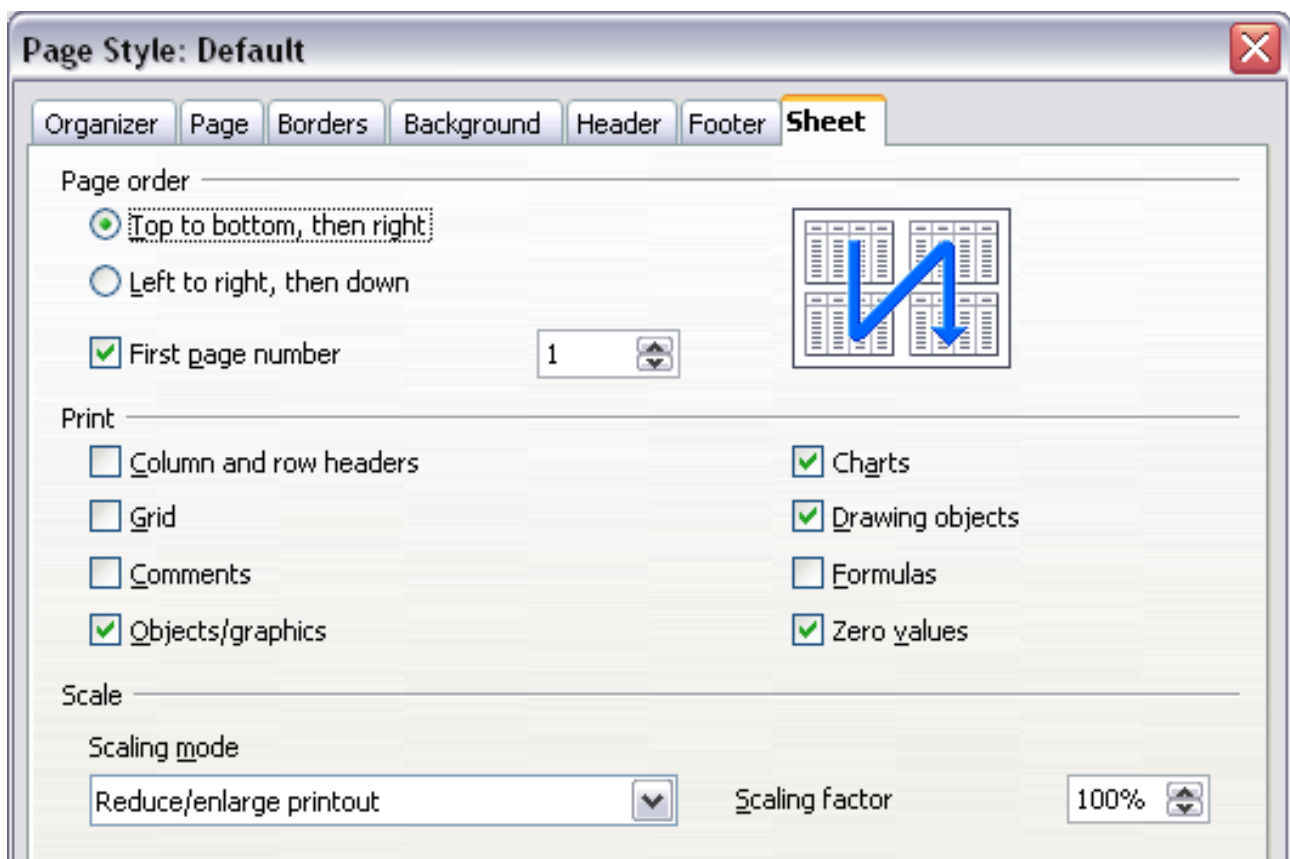 Page Style: Default
Organizer Page Borders Background Header Footer Sheet
Page order
Top to bottom, then right
Left to right, then down
First page number 1
Print
Column and row headers Charts
Grid Drawing objects
Comments Formulas
Objects/graphics Zero values
Scale
Scaling mode
Reduce/enlarge printout Scaling factor 100%